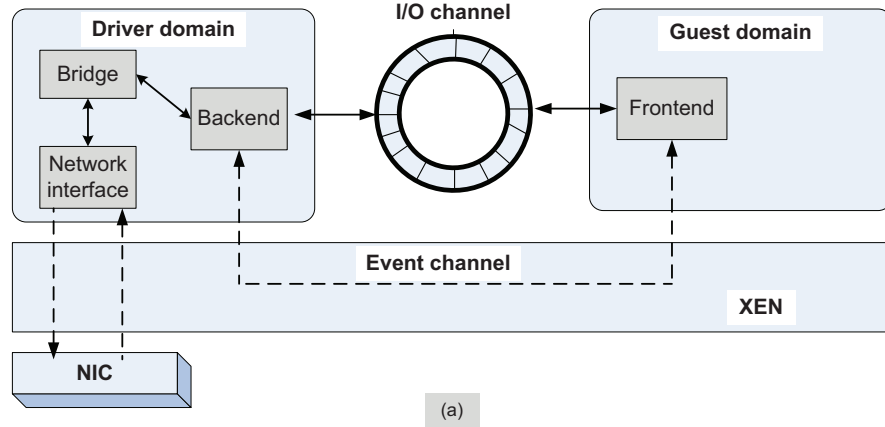 I/O channel
Driver domain
Guest domain
Bridge
Backend
Frontend
Network
interface
Event channel
XEN
NIC
(a)